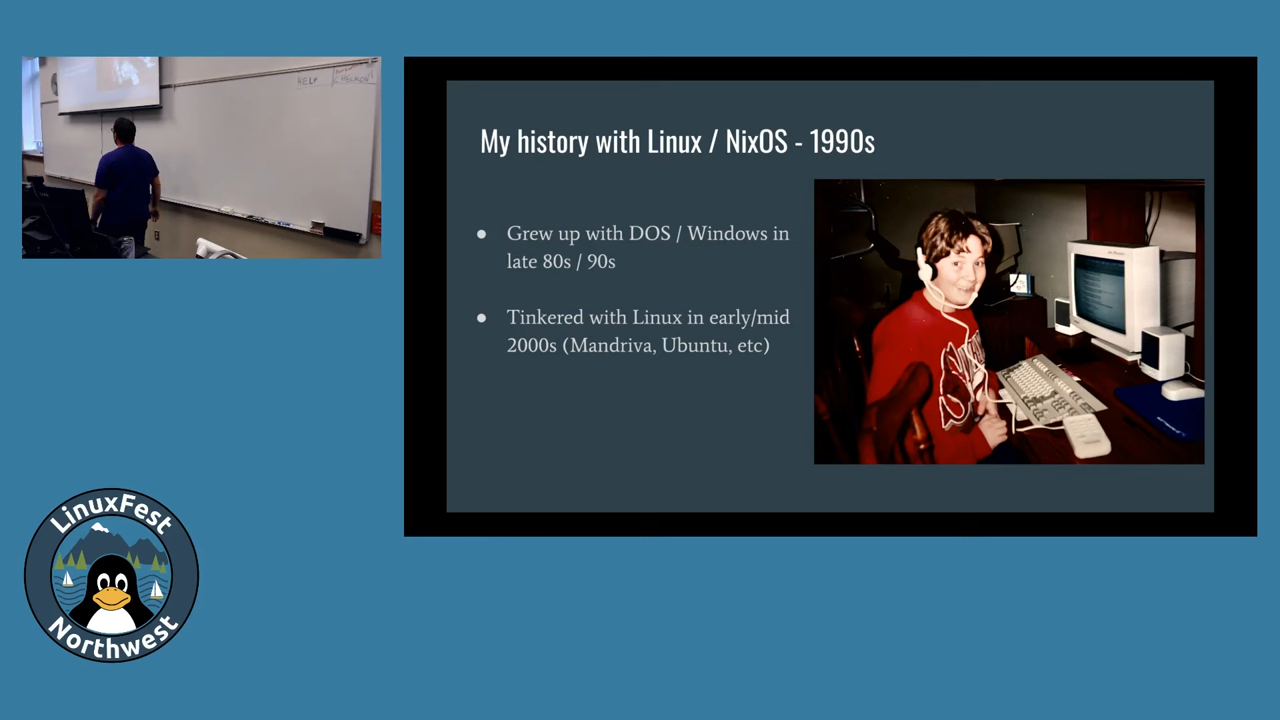 HELP
My history with Linux / NixOS - 1990s
● Grew up with DOS / Windows in
late 80s / 90s
● Tinkered with Linux in early/mid
2000s (Mandriva, Ubuntu, etc)
LinuxFest
Northwest